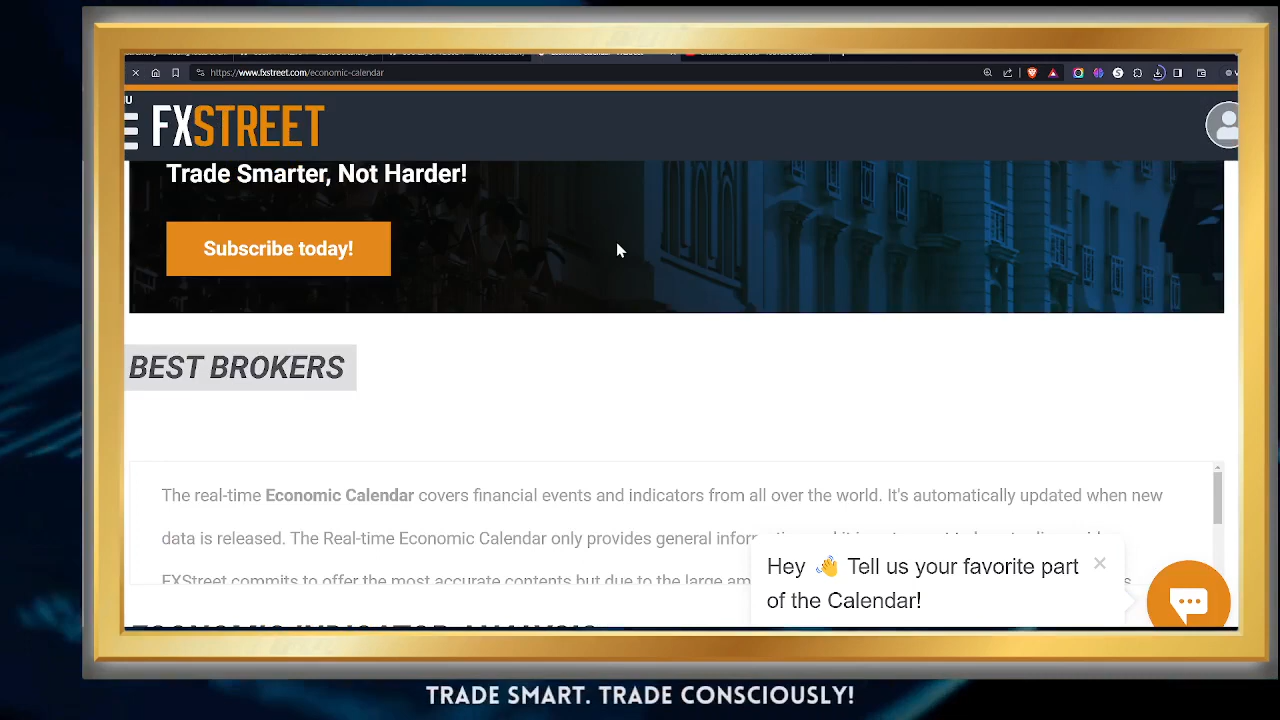 https://www.fxstreet.com/economic-calendar
FXSTREET
Trade Smarter, Not Harder!
Subscribe today!
BEST BROKERS
The real-time Economic Calendar covers financial events and indicators from all over the world. It's automatically updated when new
data is released. The Real-time Economic Calendar only provides general
FXStreet commits to offer the most accurate contents but due to the large
Hey 👋 Tell us your favorite part
of the Calendar!
TRADE SMART. TRADE CONSCIOUSLY!